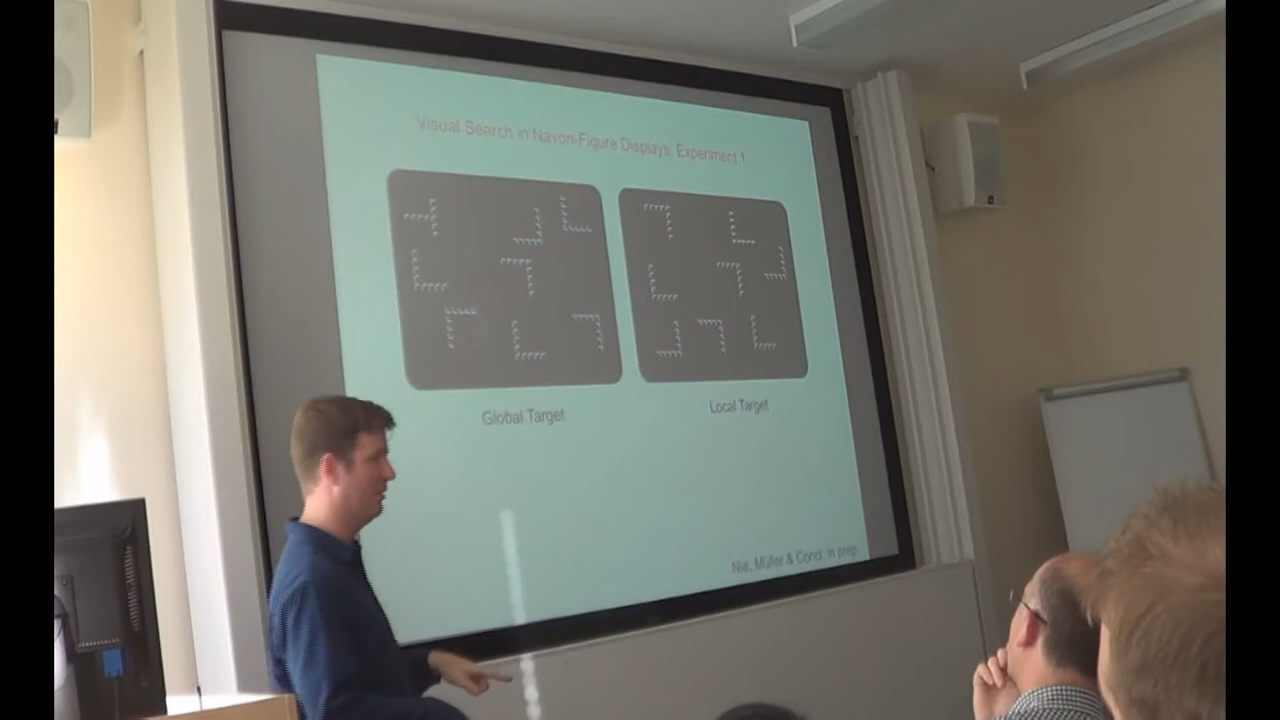 Visual Search in Navon-Figure Displays: Experiment 1
Global Target
Local Target
Nie, Müller & Conci, in prep